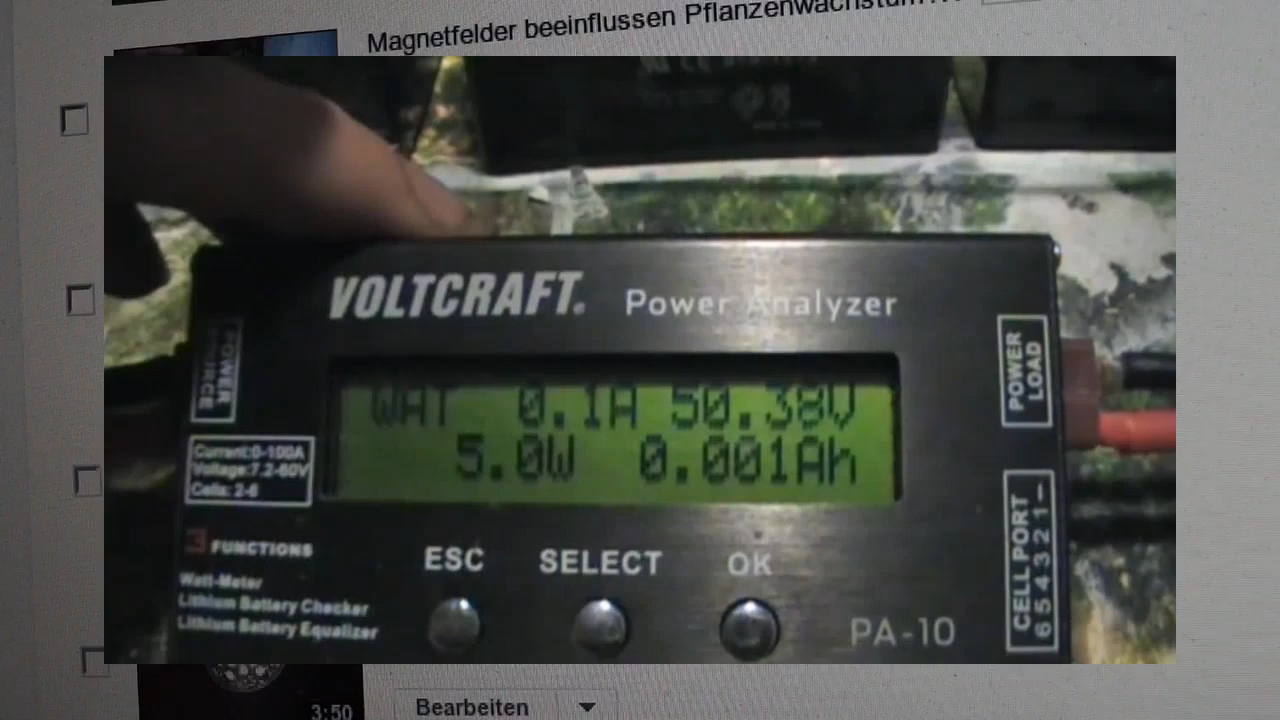 Magnetfelder beeinflussen Pflanzenwachstum...
VOLTCRAFT® Power Analyzer
POWER
POWER LOAD
WAT 0.1A 50.38V
5.0W 0.001Ah
Current:0-100A
Voltage:7.2-60V
Cells: 2-6
3 FUNCTIONS
Watt-Meter
Lithium Battery Checker
Lithium Battery Equalizer
ESC SELECT OK
PA-10
CELL PORT
6 5 4 3 2 1 –
3:50
Bearbeiten